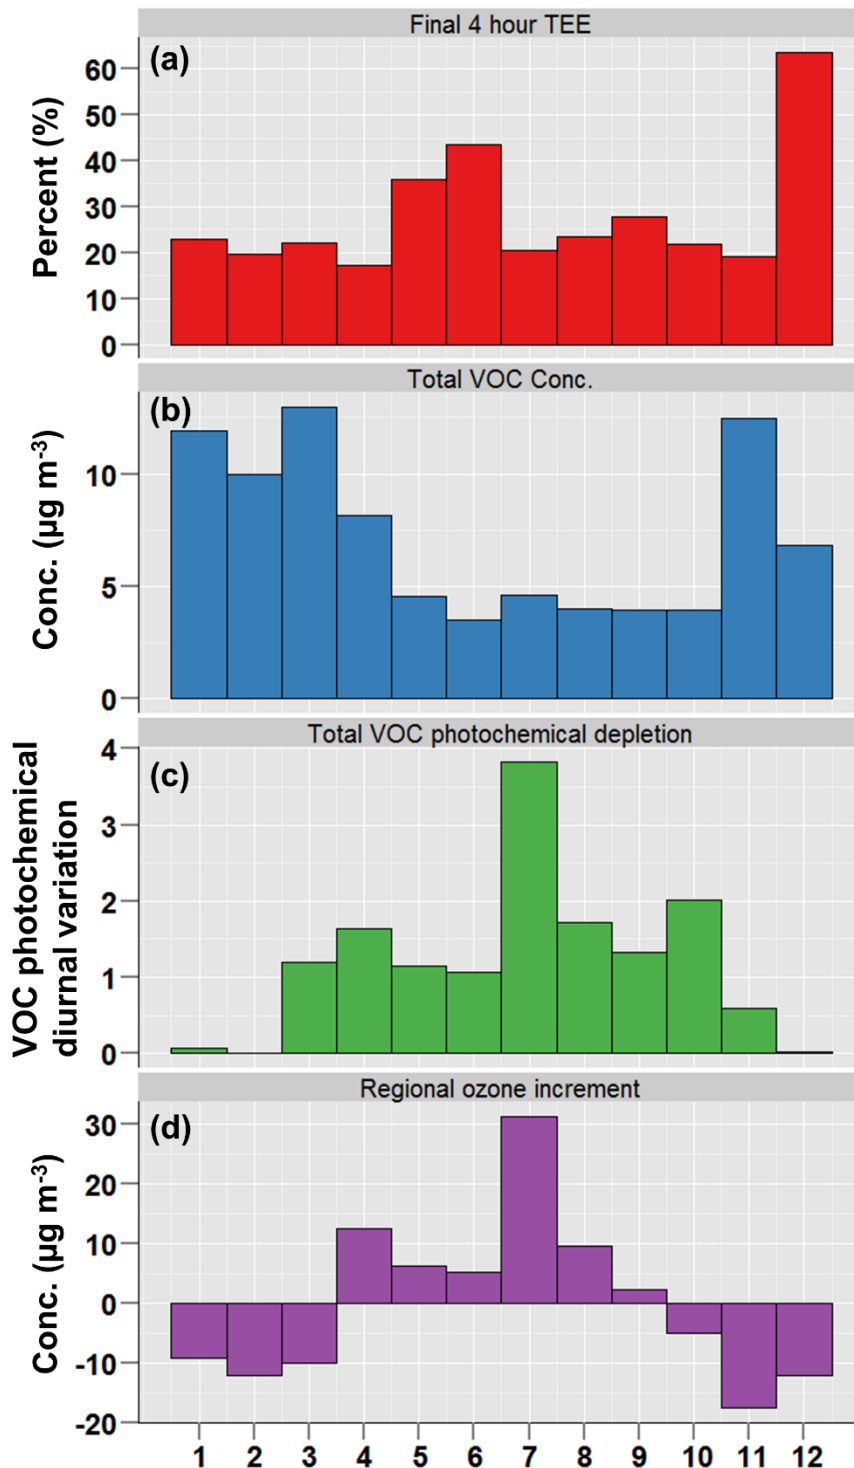 Final 4 hour TEE
(a)
Percent (%)
60
50
40
30
20
10
0
Total VOC Conc.
(b)
Conc. (µg m-3)
10
5
0
Total VOC photochemical depletion
(c)
VOC photochemical
diurnal variation
4
3
2
1
0
Regional ozone increment
(d)
Conc. (µg m-3)
30
20
10
0
-10
-20
1 2 3 4 5 6 7 8 9 10 11 12